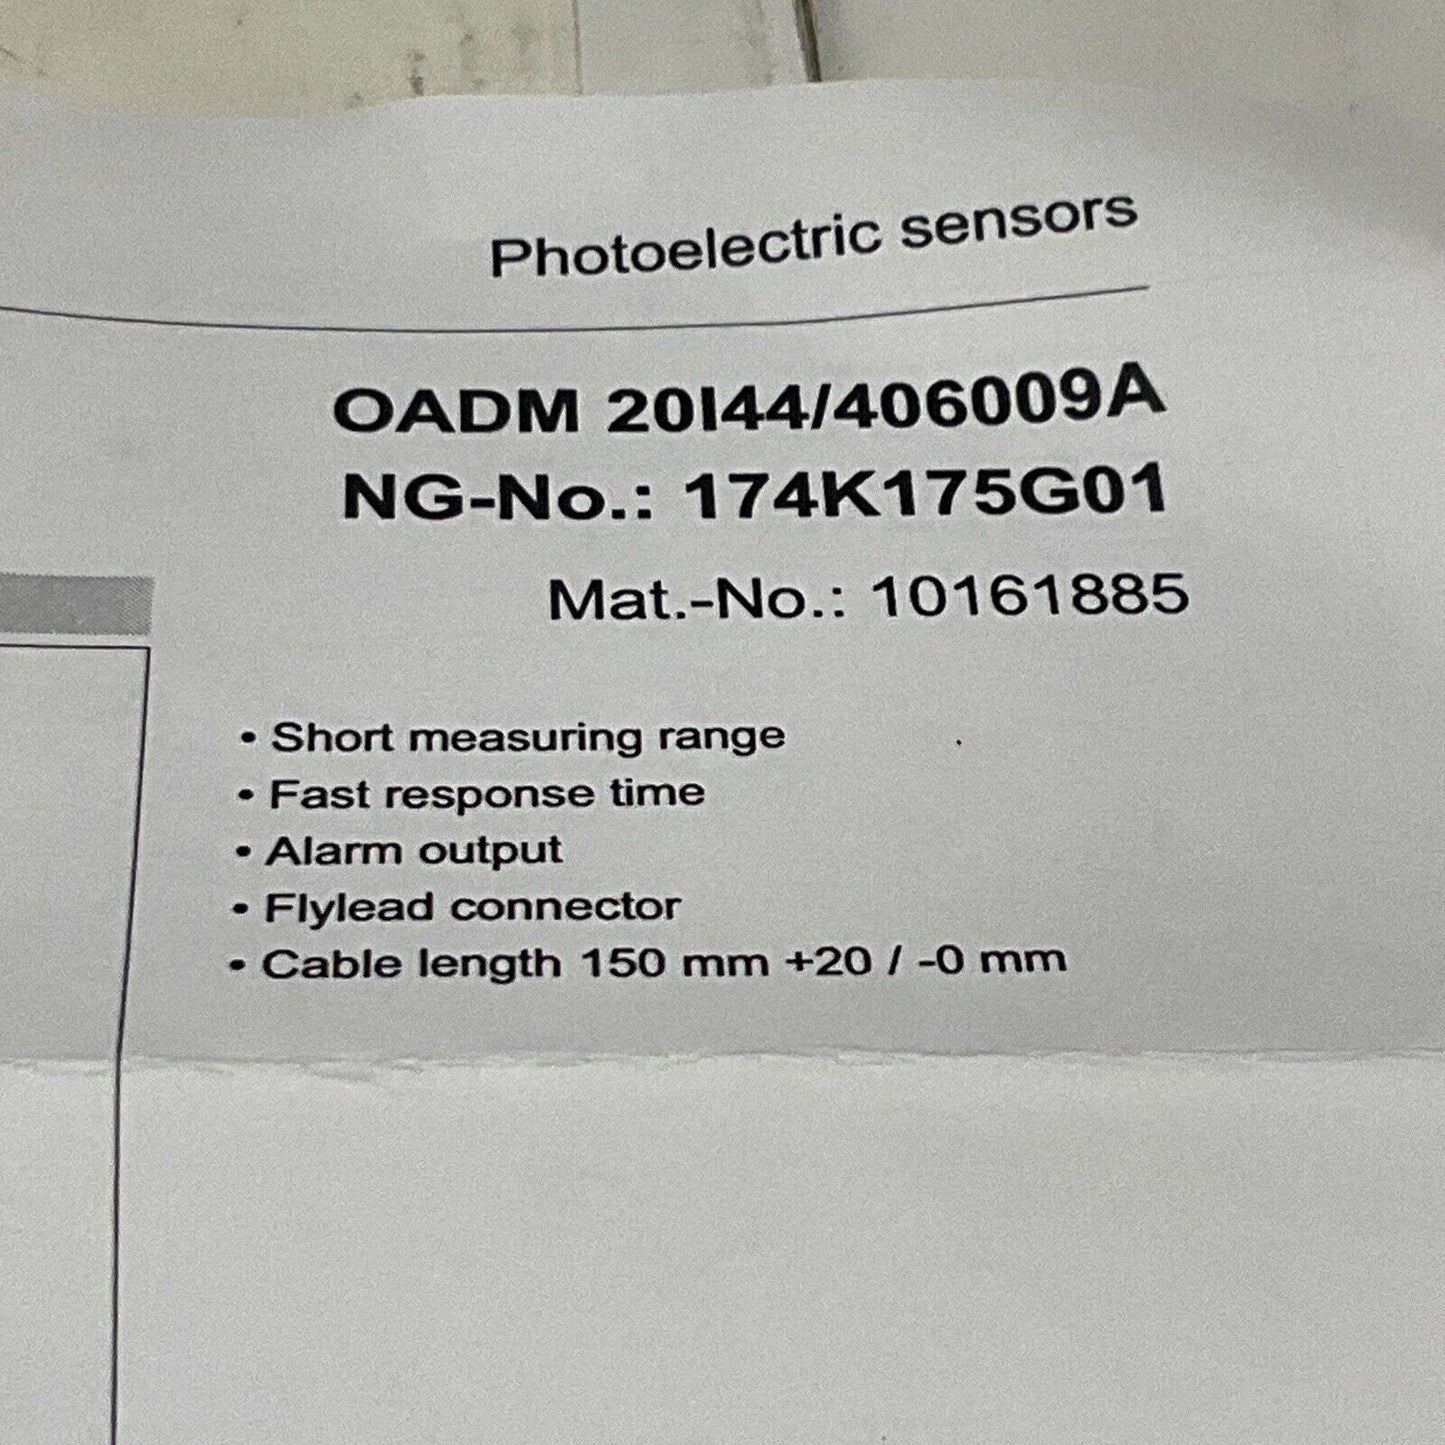 Photoelectric sensors
OADM 20I44/406009A
NG-No.: 174K175G01
Mat.-No.: 10161885
• Short measuring range
• Fast response time
• Alarm output
• Flylead connector
• Cable length 150 mm +20 / -0 mm